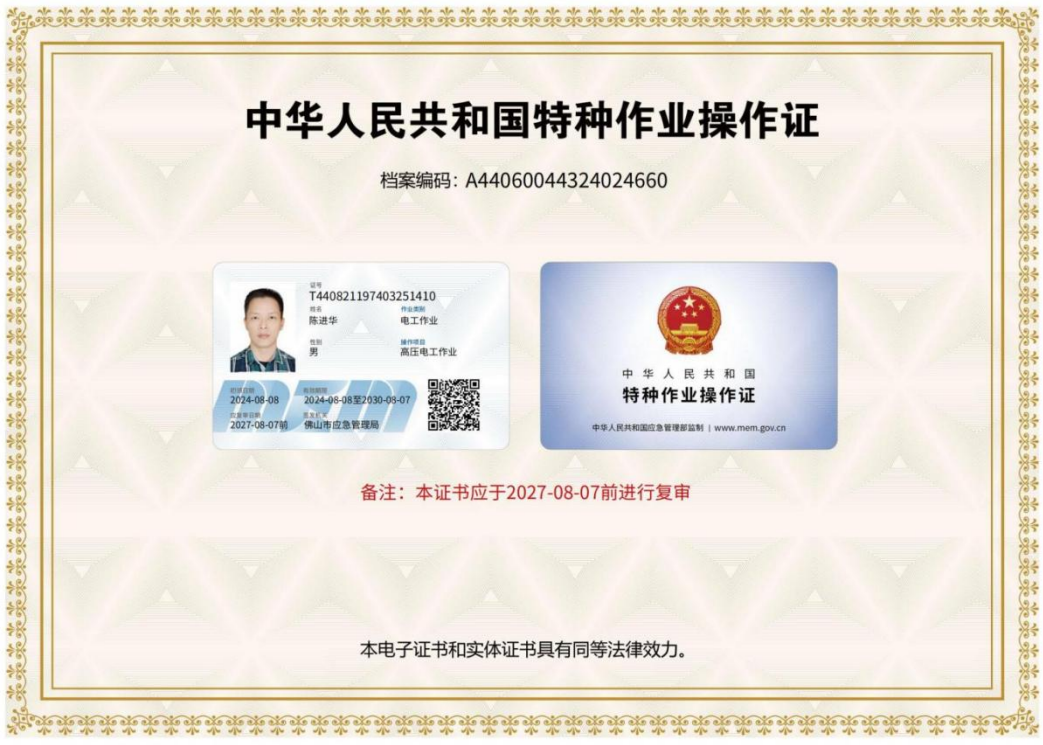 中华人民共和国特种作业操作证
档案编码：A44060044324024660
证号
T440821197403251410
姓名 作业类别
陈进华 电工作业
性别 操作项目
男 高压电工作业
初领日期 有效期限
2024-08-08 2024-08-08至2030-08-07
应复审日期 签发机关
2027-08-07前 佛山市应急管理局
中华人民共和国
特种作业操作证
中华人民共和国应急管理部监制 | www.mem.gov.cn
备注：本证书应于2027-08-07前进行复审
本电子证书和实体证书具有同等法律效力。